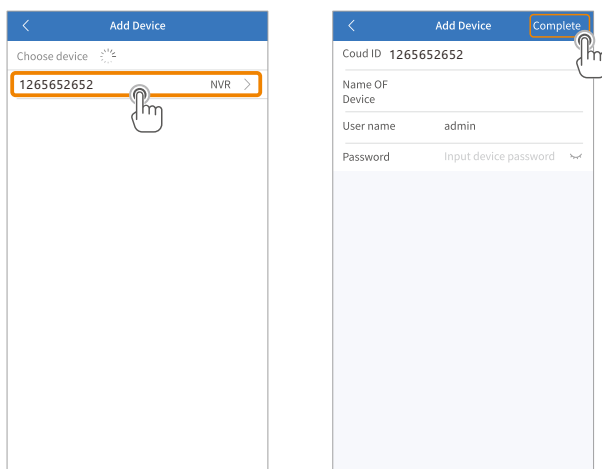 Add Device
Choose device
1265652652 NVR
Add Device Complete
Coud ID 1265652652
Name OF
Device
User name admin
Password Input device password